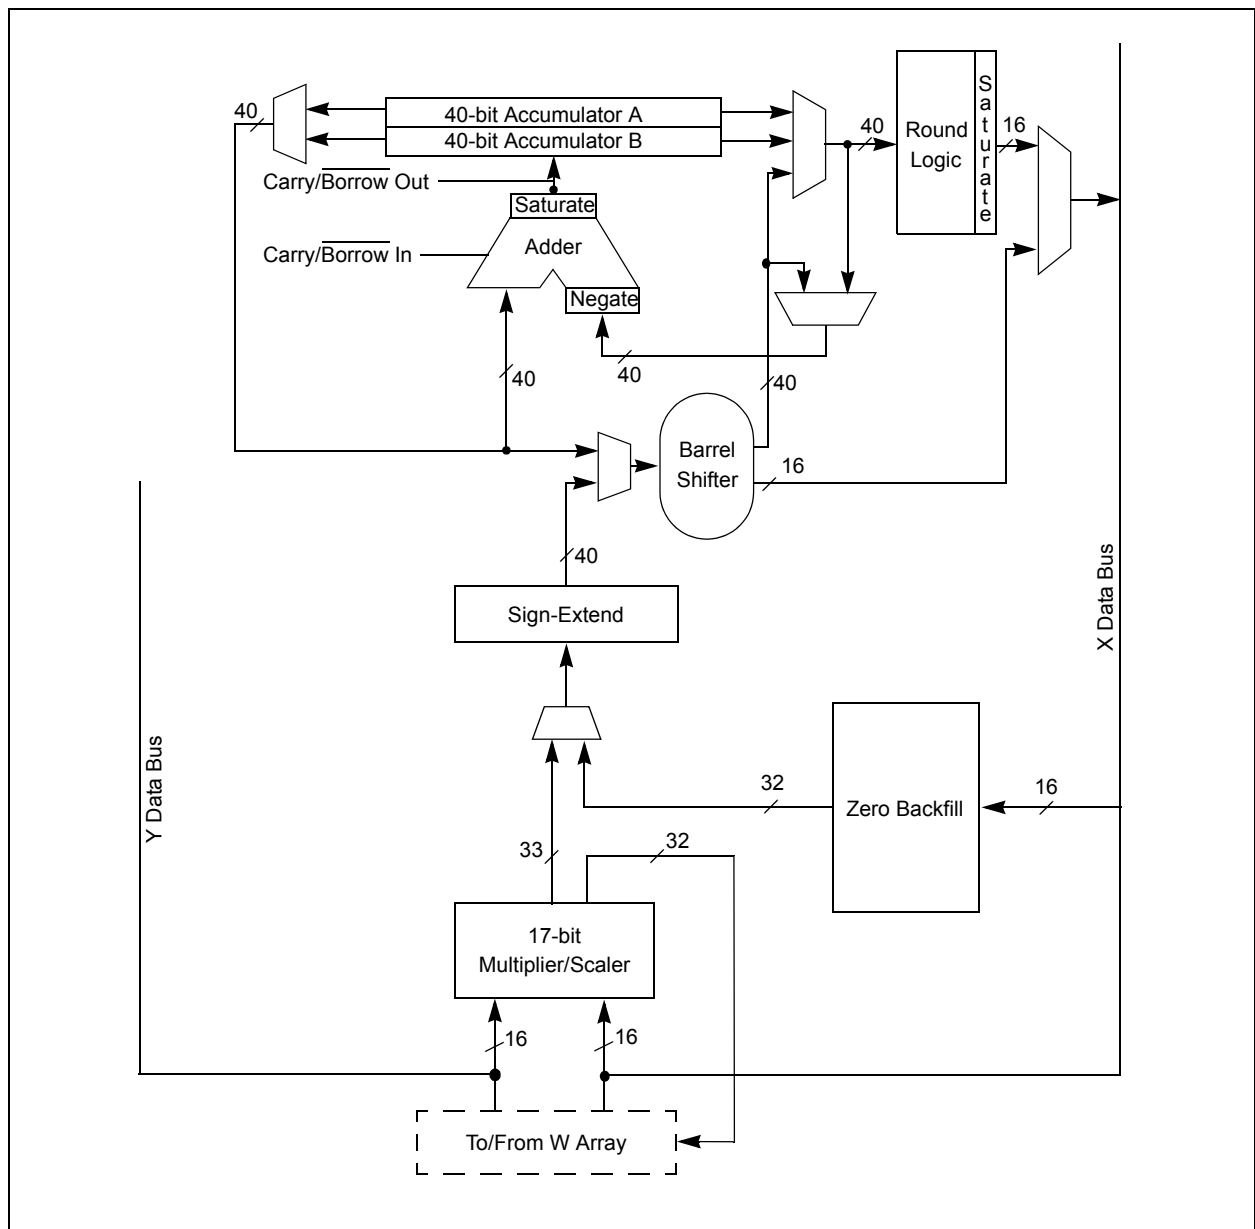 40
40-bit Accumulator A
40-bit Accumulator B
Carry/Borrow Out
Saturate
Carry/Borrow In
Adder
Negate
40
Round
Logic
Saturate
16
40
40
40
Barrel
Shifter
16
40
Sign-Extend
X Data Bus
Y Data Bus
32
Zero Backfill
16
33
32
17-bit
Multiplier/Scaler
16
16
To/From W Array